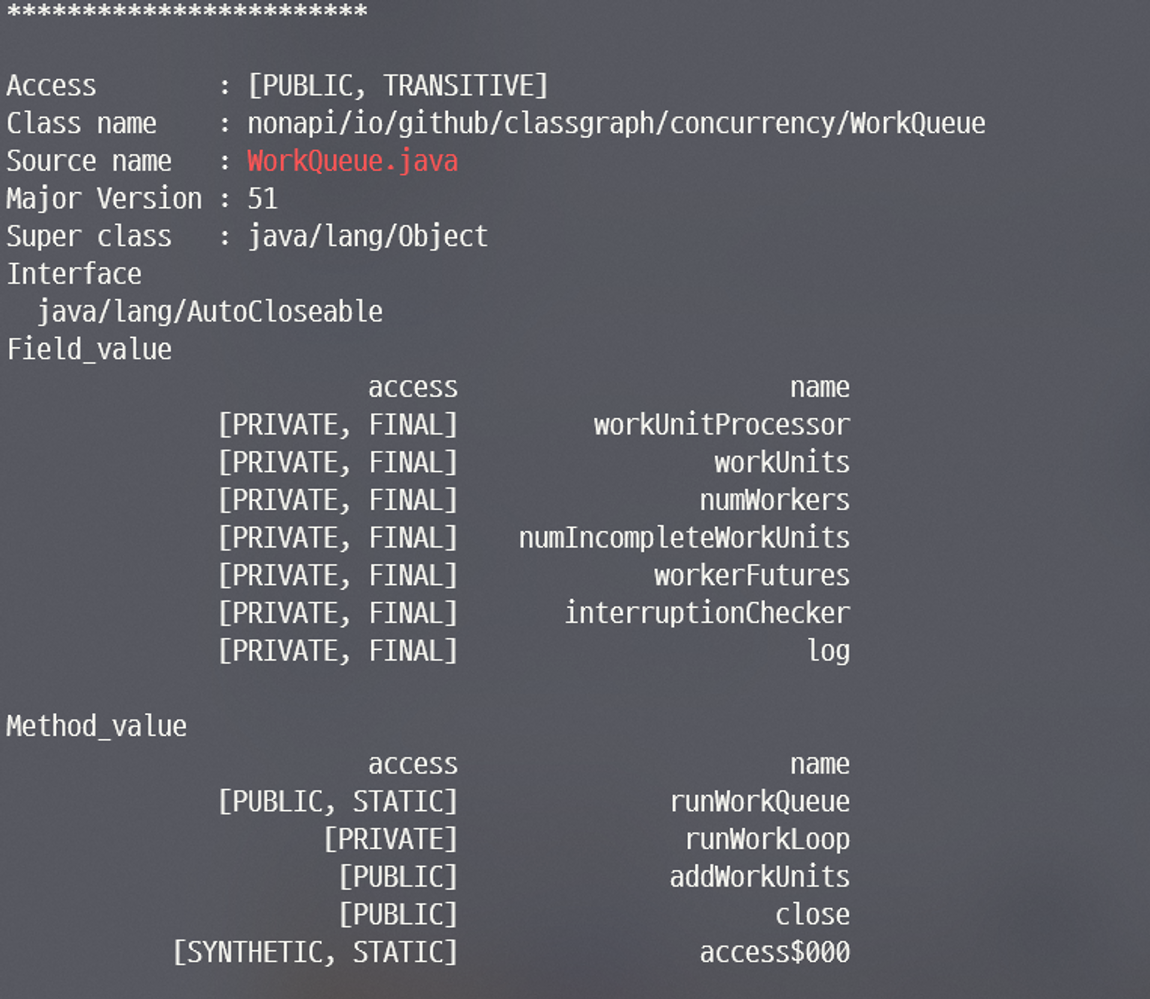 ************************
Access        : [PUBLIC, TRANSITIVE]
Class name    : nonapi/io/github/classgraph/concurrency/WorkQueue
Source name   : WorkQueue.java
Major Version : 51
Super class   : java/lang/Object
Interface
  java/lang/AutoCloseable
Field_value
                        access                      name
              [PRIVATE, FINAL]         workUnitProcessor
              [PRIVATE, FINAL]                 workUnits
              [PRIVATE, FINAL]                numWorkers
              [PRIVATE, FINAL]    numIncompleteWorkUnits
              [PRIVATE, FINAL]             workerFutures
              [PRIVATE, FINAL]       interruptionChecker
              [PRIVATE, FINAL]                       log
Method_value
                        access                      name
              [PUBLIC, STATIC]              runWorkQueue
                     [PRIVATE]               runWorkLoop
                      [PUBLIC]              addWorkUnits
                      [PUBLIC]                     close
           [SYNTHETIC, STATIC]                access$000